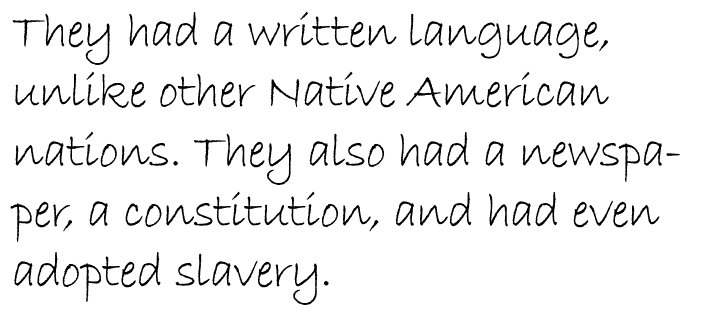 They had a written language,
unlike other Native American
nations. They also had a newspa-
per, a constitution, and had even
adopted slavery.